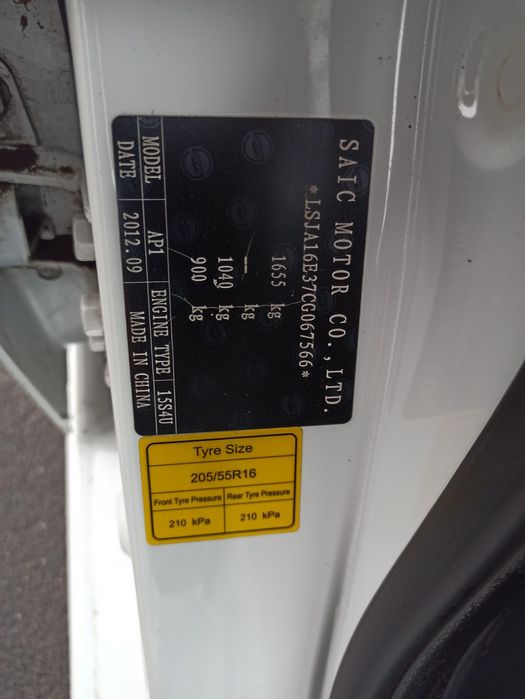 SAIC MOTOR CO.,LTD.
*LSJA16E37CG067566*
1655 kg
— kg
1040 kg
900 kg
MODEL AP1 ENGINE TYPE 15S4U
DATE 2012.09 MADE IN CHINA
Tyre Size
205/55R16
Front Tyre Pressure Rear Tyre Pressure
210 kPa 210 kPa